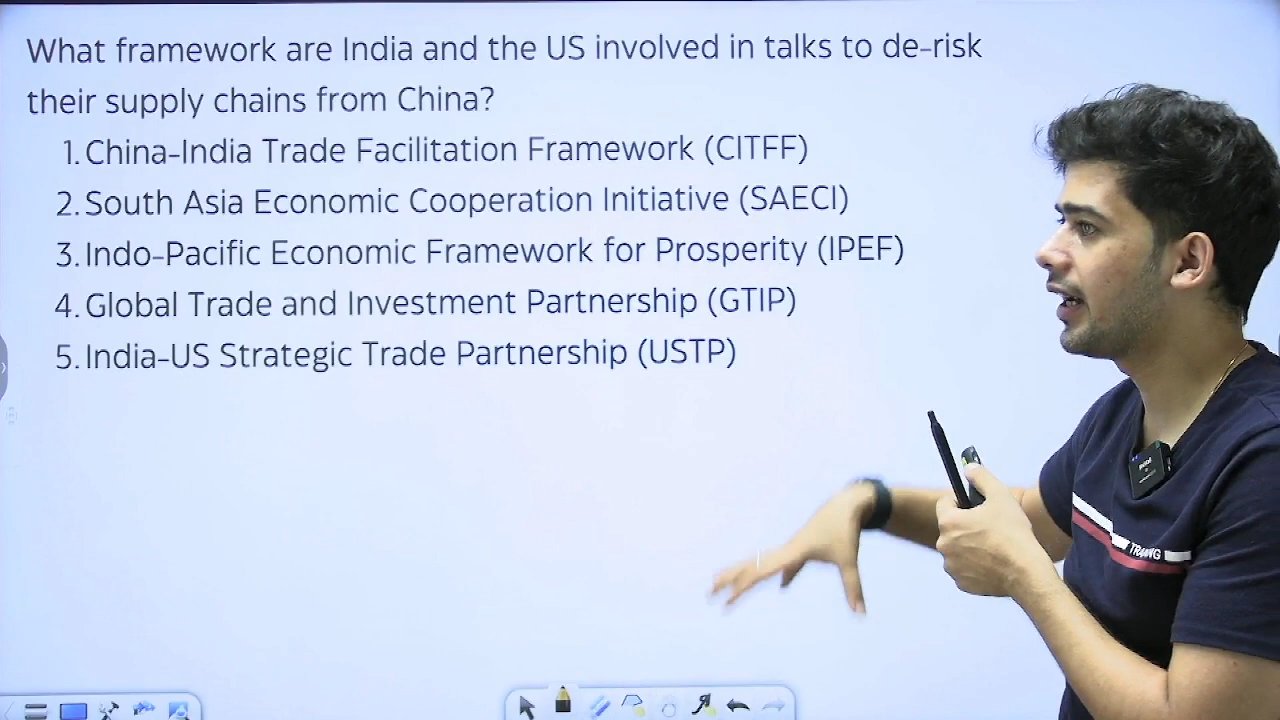 What framework are India and the US involved in talks to de-risk
their supply chains from China?
1. China-India Trade Facilitation Framework (CITFF)
2. South Asia Economic Cooperation Initiative (SAECI)
3. Indo-Pacific Economic Framework for Prosperity (IPEF)
4. Global Trade and Investment Partnership (GTIP)
5. India-US Strategic Trade Partnership (USTP)